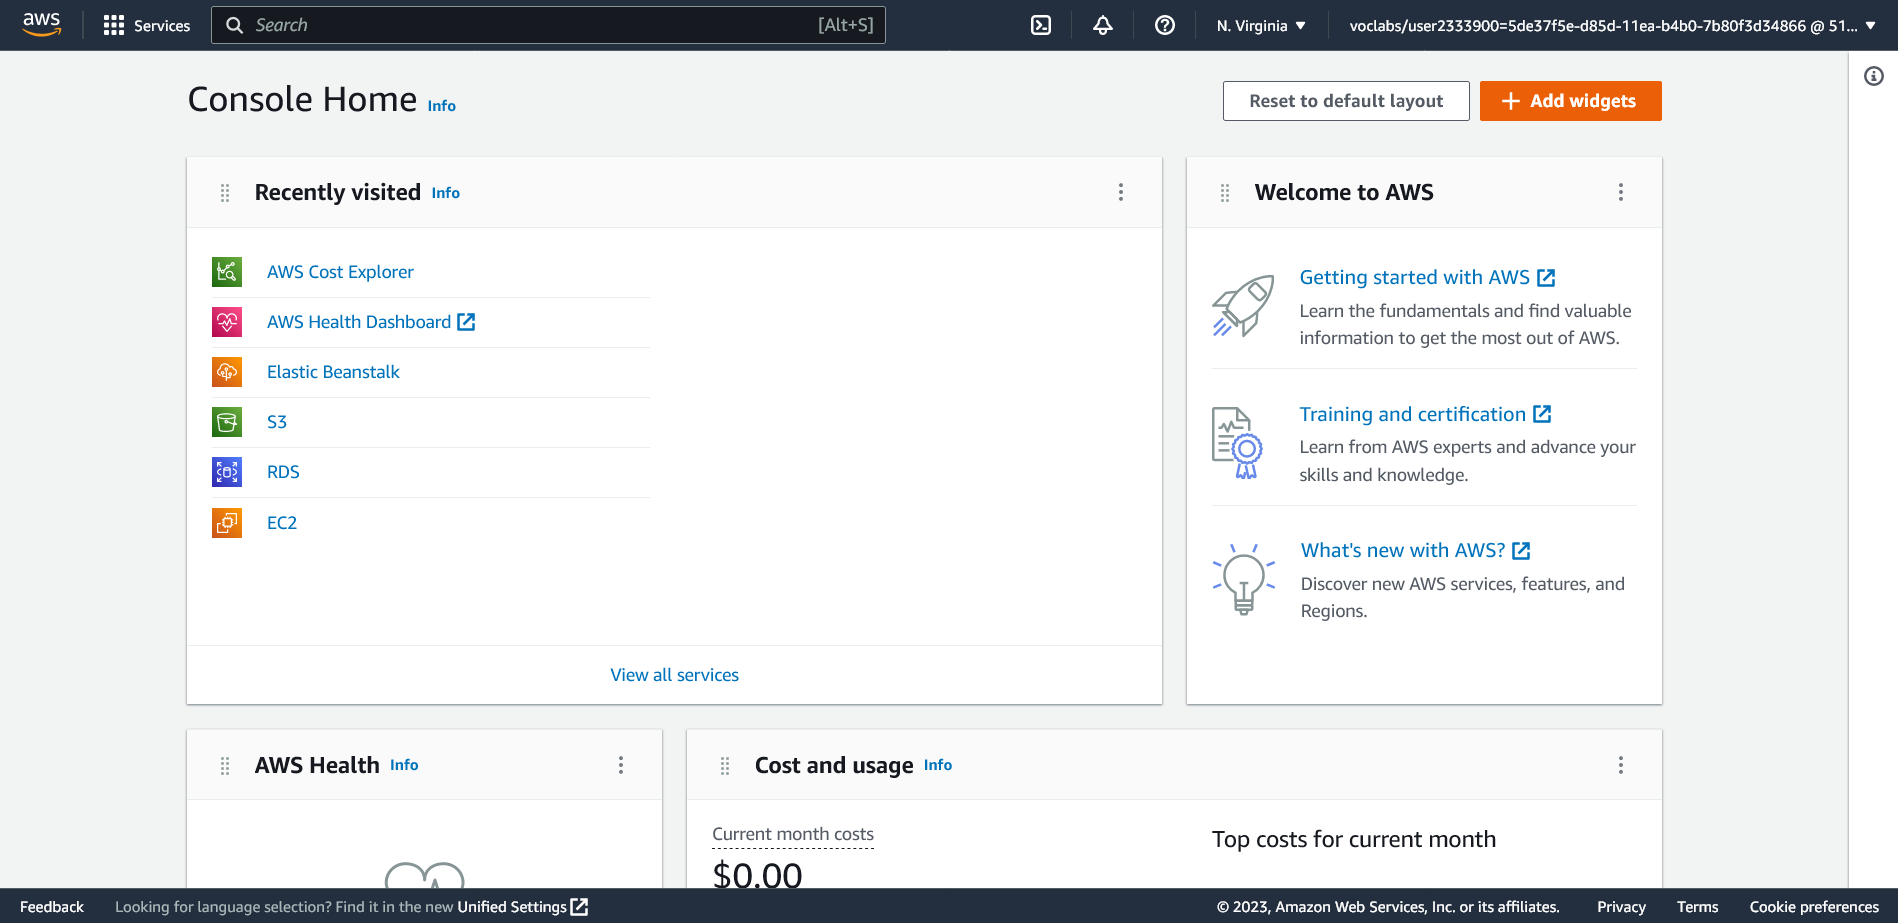 aws
Services
Search
[Alt+S]
N. Virginia
voclabs/user2333900=5de37f5e-d85d-11ea-b4b0-7b80f3d34866 @ 51...
Console Home Info
Reset to default layout
Add widgets
Recently visited Info
AWS Cost Explorer
AWS Health Dashboard
Elastic Beanstalk
S3
RDS
EC2
View all services
Welcome to AWS
Getting started with AWS
Learn the fundamentals and find valuable
information to get the most out of AWS.
Training and certification
Learn from AWS experts and advance your
skills and knowledge.
What's new with AWS?
Discover new AWS services, features, and
Regions.
AWS Health Info
Cost and usage Info
Current month costs
$0.00
Top costs for current month
Feedback
Looking for language selection? Find it in the new Unified Settings
© 2023, Amazon Web Services, Inc. or its affiliates.
Privacy
Terms
Cookie preferences